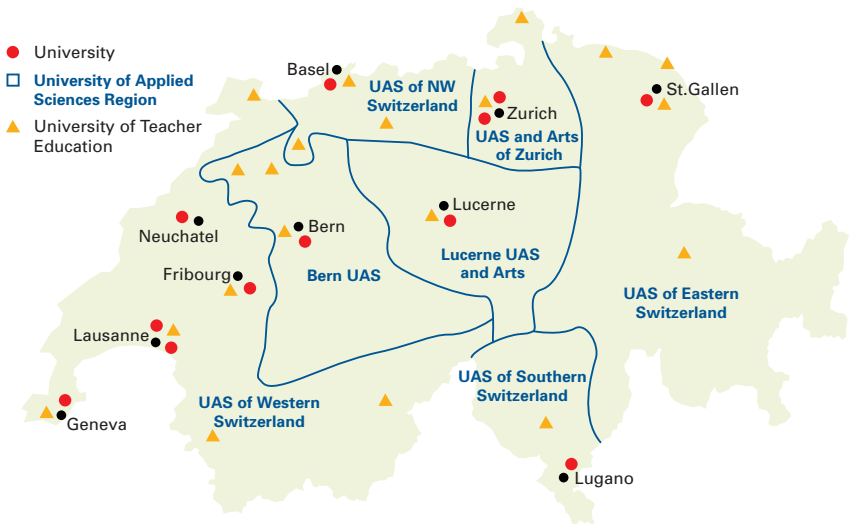 University
University of Applied
Sciences Region
University of Teacher
Education
Basel
UAS of NW
Switzerland
Zurich
UAS and Arts
of Zurich
St.Gallen
Neuchatel
Bern
Lucerne
Fribourg
Bern UAS
Lucerne UAS
and Arts
UAS of Eastern
Switzerland
Lausanne
Geneva
UAS of Western
Switzerland
UAS of Southern
Switzerland
Lugano